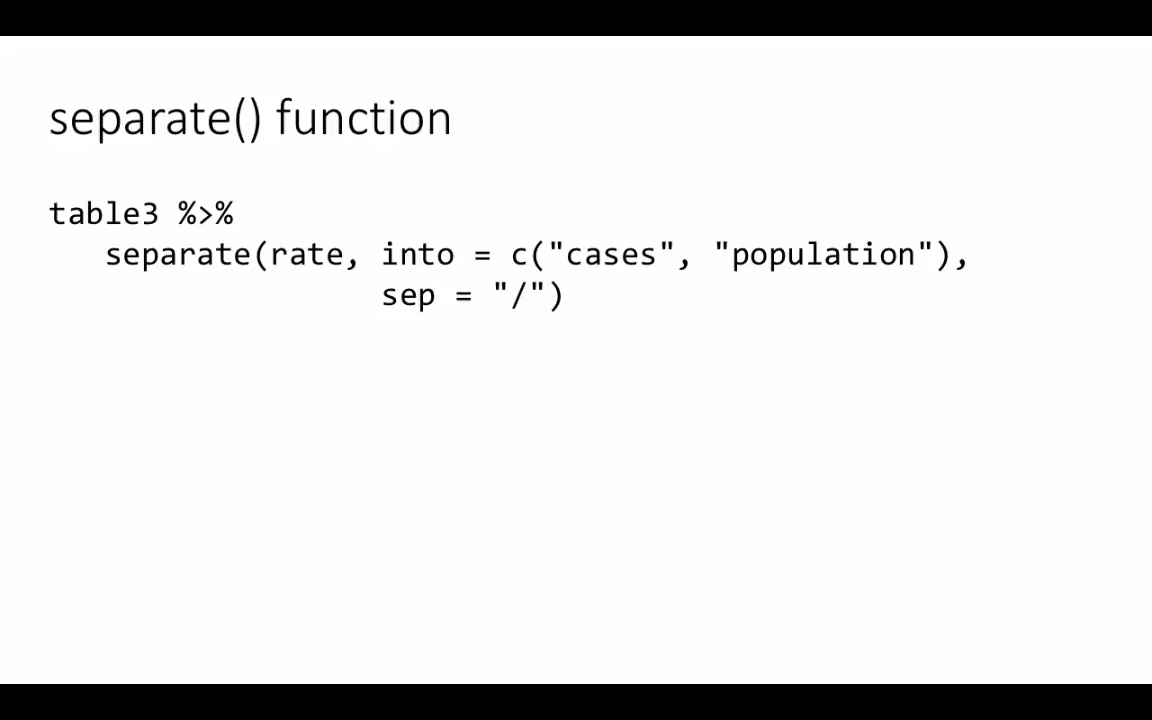 separate() function
table3 %>%
separate(rate, into = c("cases", "population"),
sep = "/")